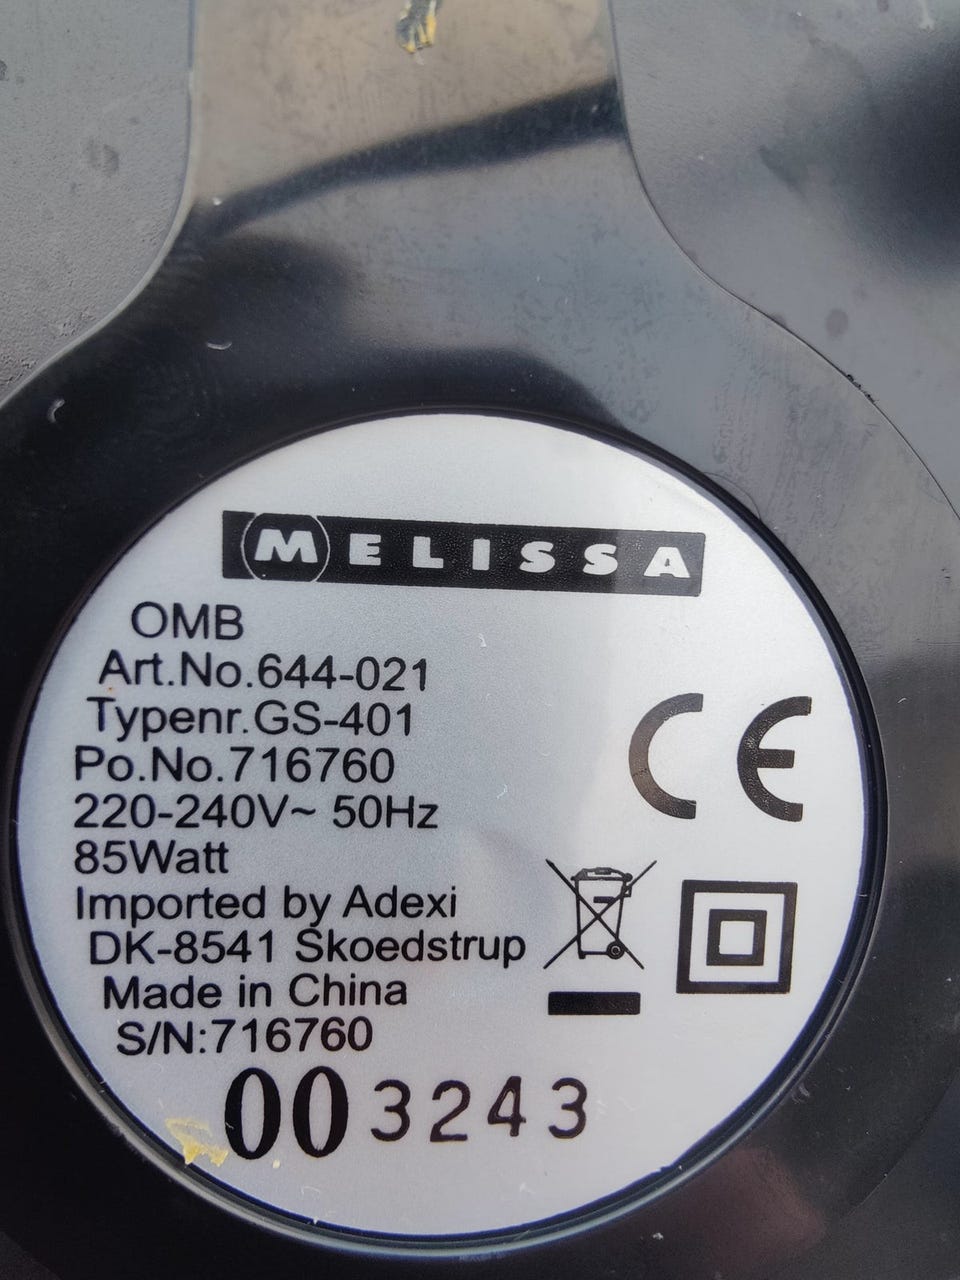 MELISSA
OMB
Art.No.644-021
Typenr.GS-401
Po.No.716760
220-240V~ 50Hz
85Watt
Imported by Adexi
DK-8541 Skoedstrup
Made in China
S/N:716760
003243
CE